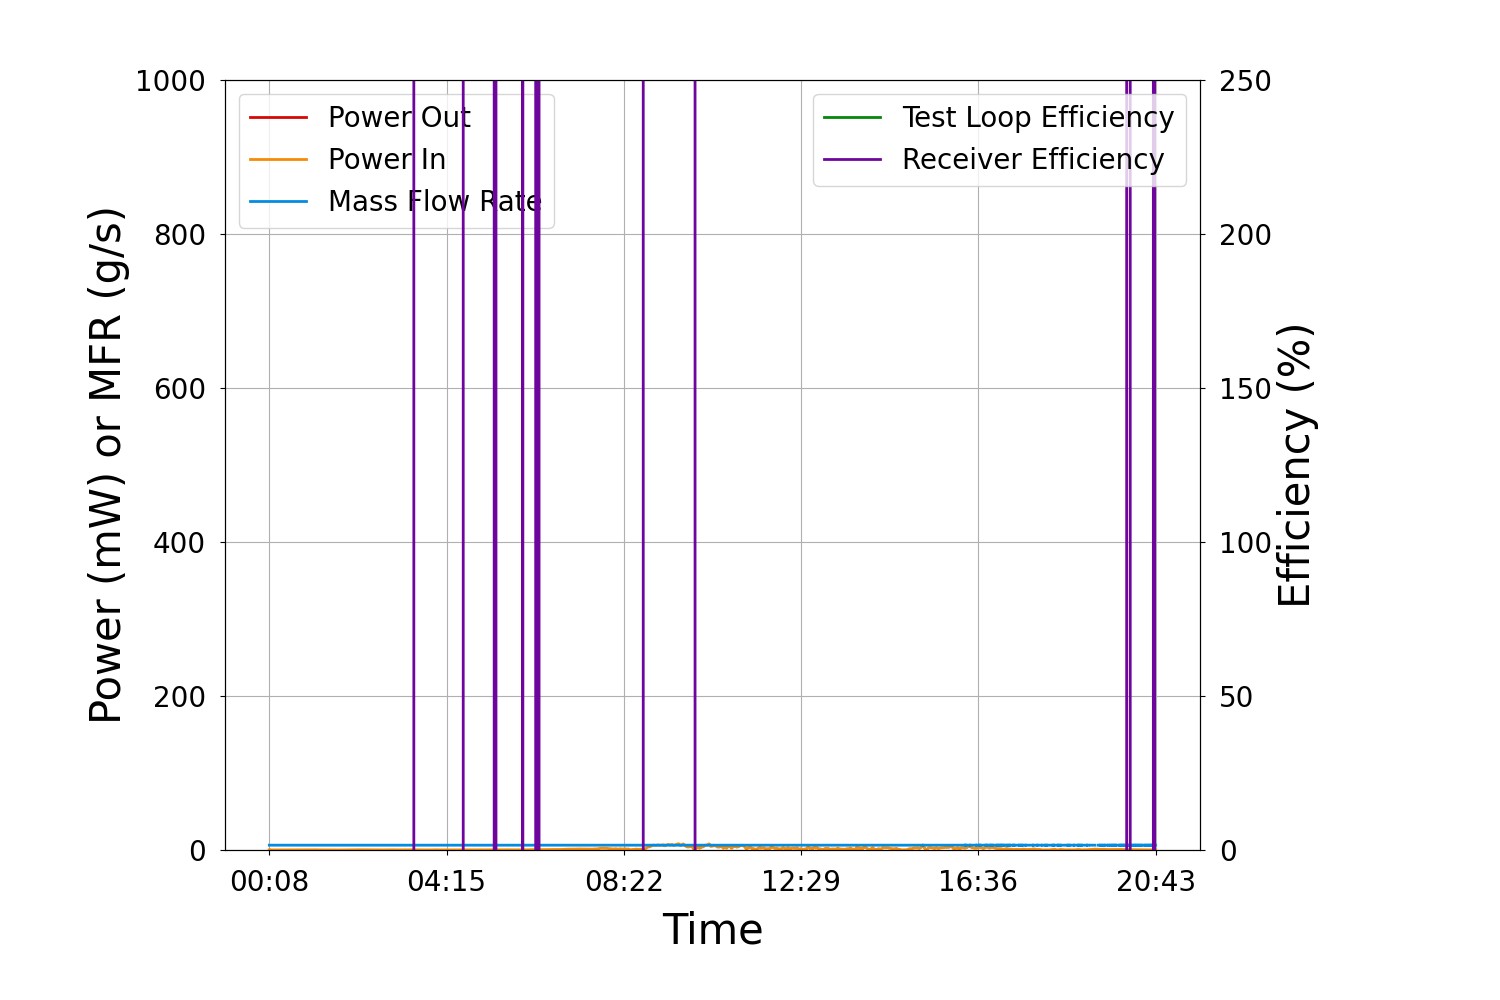 1000
800
600
400
200
0
Power (mW) or MFR (g/s)
Power Out
Power In
Mass Flow Rate
Test Loop Efficiency
Receiver Efficiency
250
200
150
100
50
0
Efficiency (%)
00:08 04:15 08:22 12:29 16:36 20:43
Time